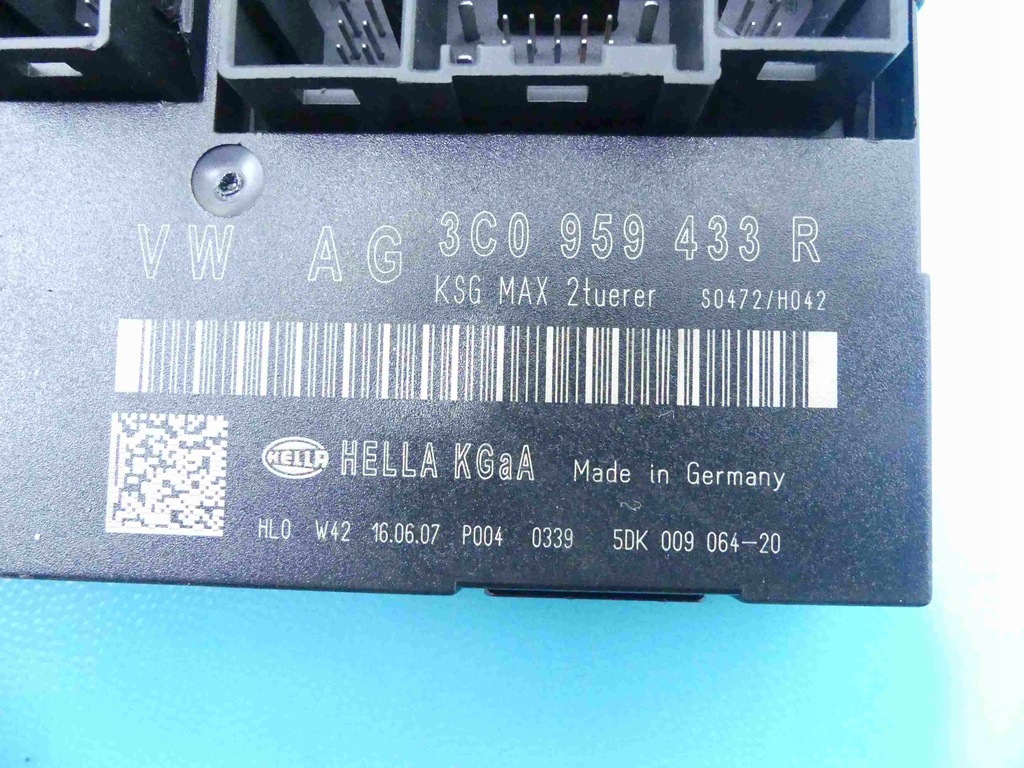 VW AG 3C0 959 433 R
KSG MAX 2tuerer S0472/H042
HELLA HELLA KGaA Made in Germany
HLO W42 16.06.07 P004 0339 5DK 009 064-20